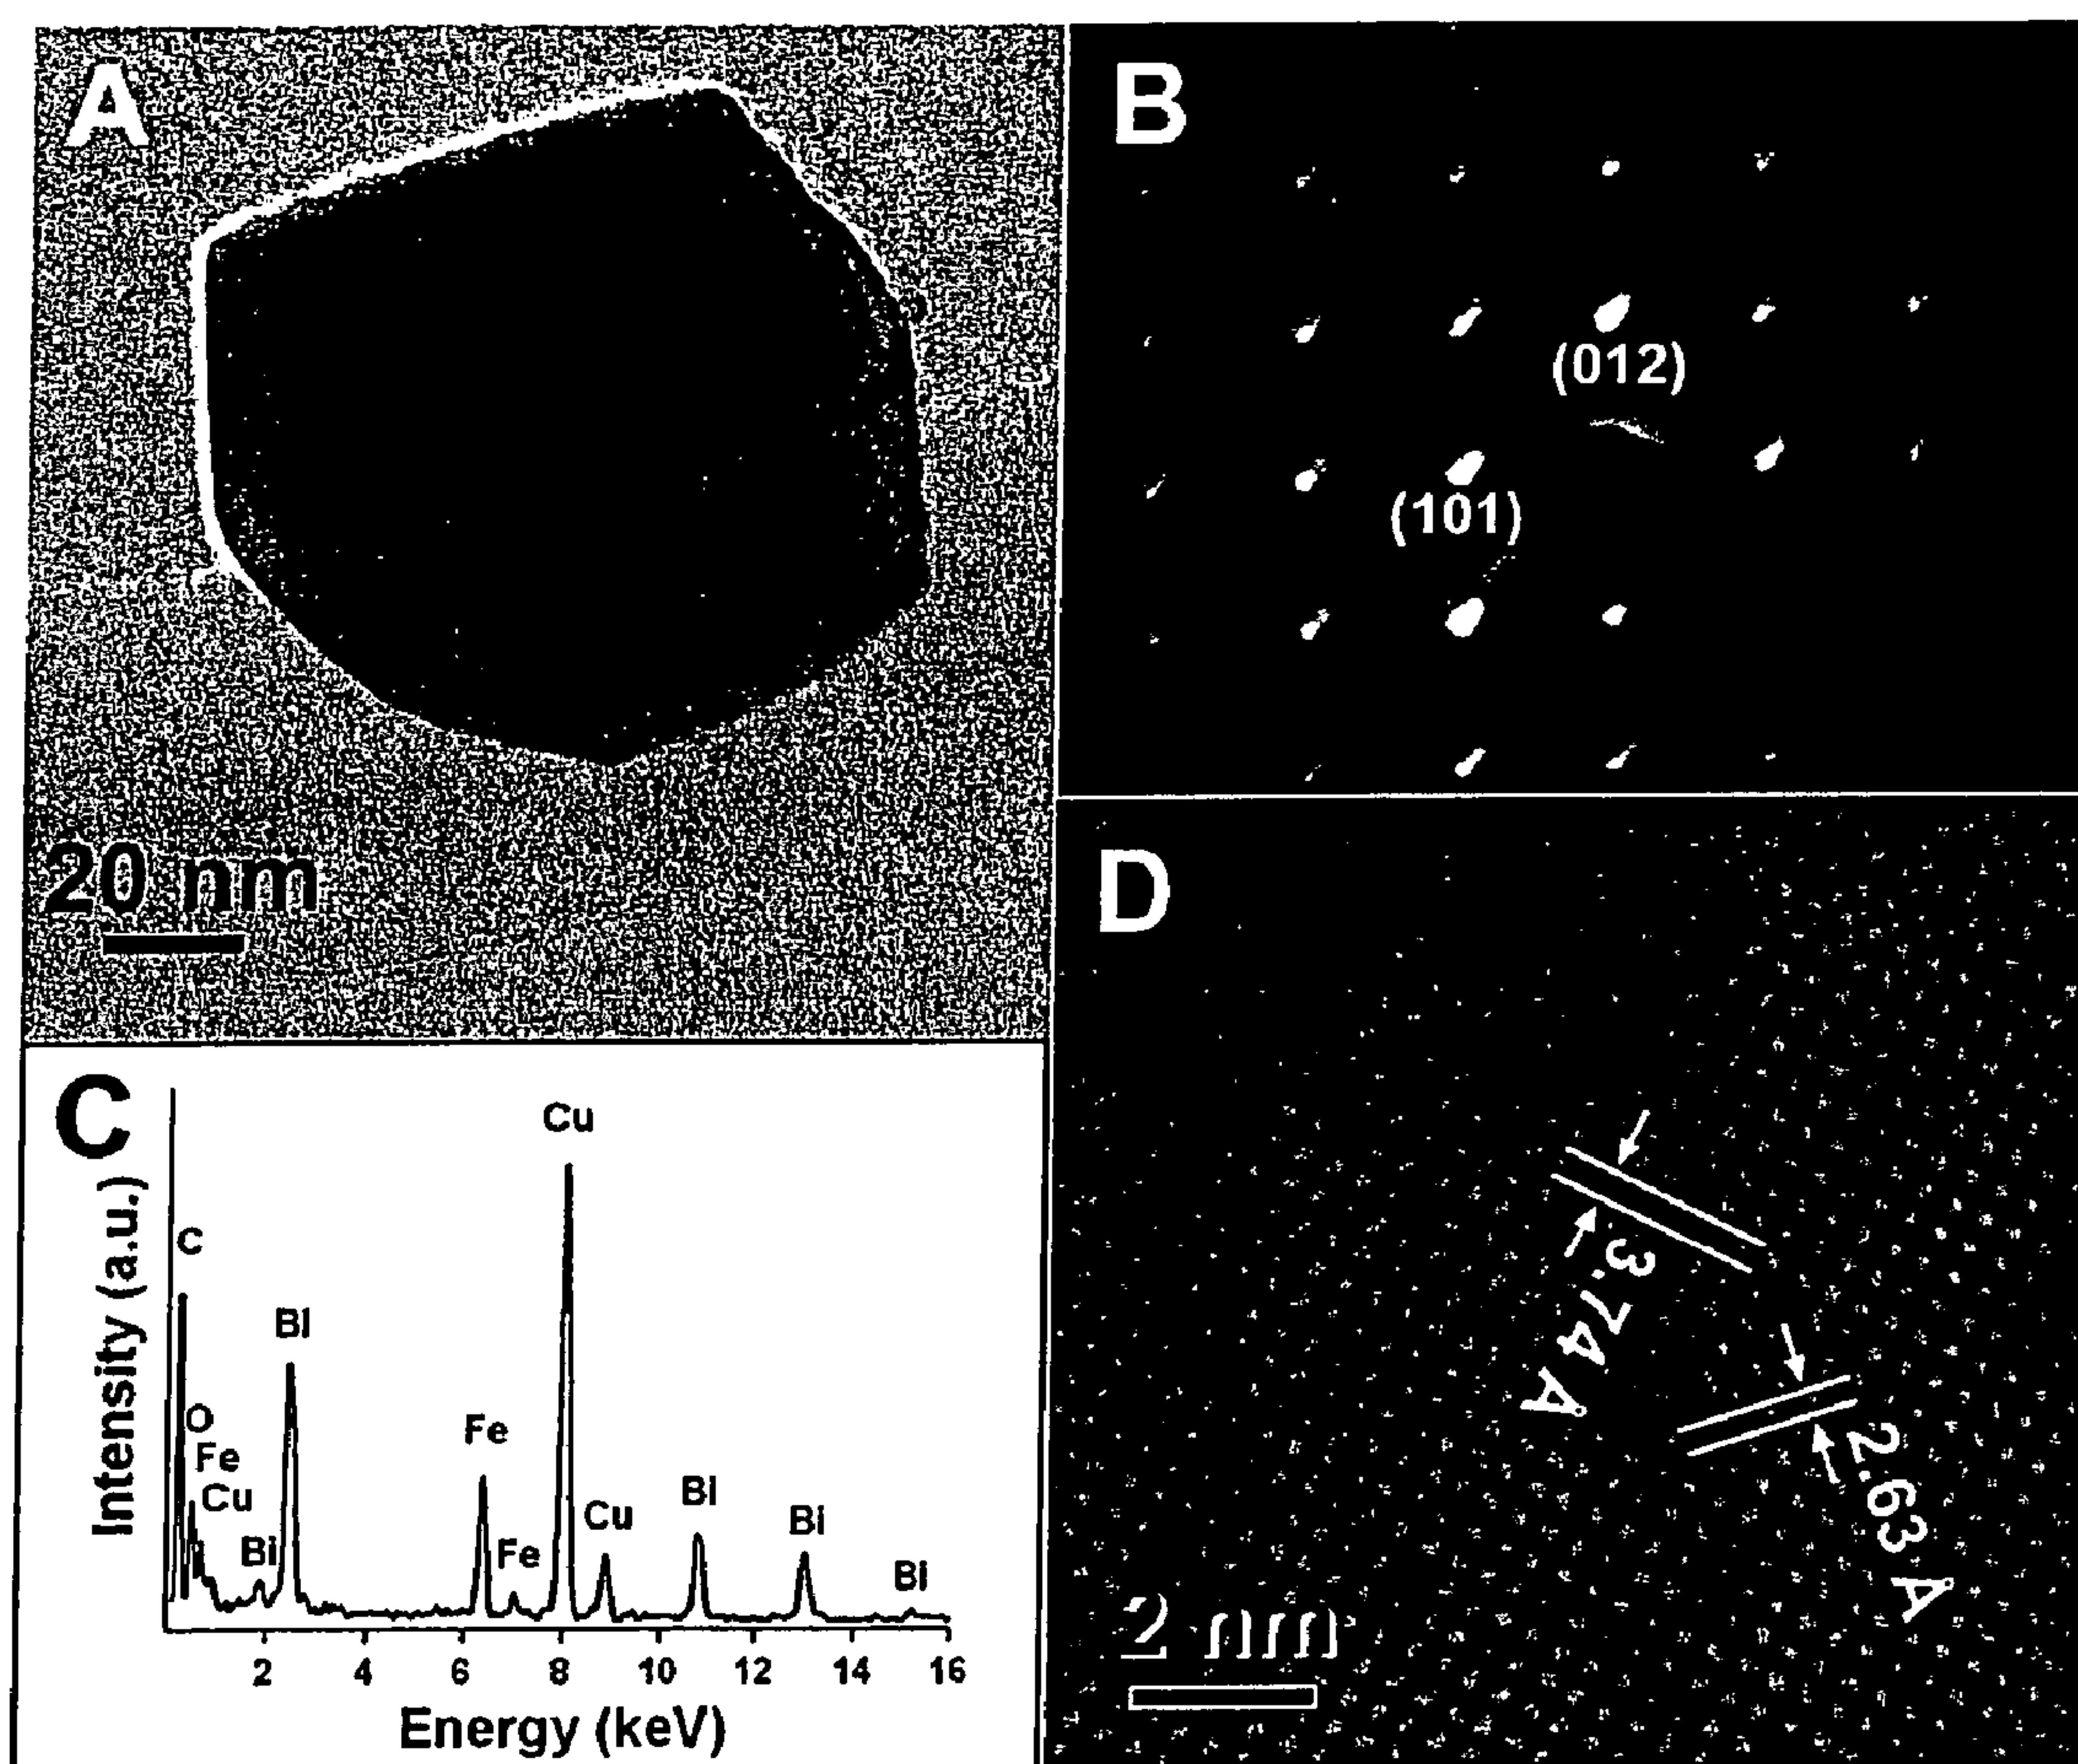 A
20 nm
B
(012)
(101)
C
Intensity (a.u.)
C
O
Fe
Cu
Bi
BI
Fe
Fe
Cu
Cu
BI
BI
BI
2 4 6 8 10 12 14 16
Energy (keV)
D
3.74 Å
2.63 Å
2 nm